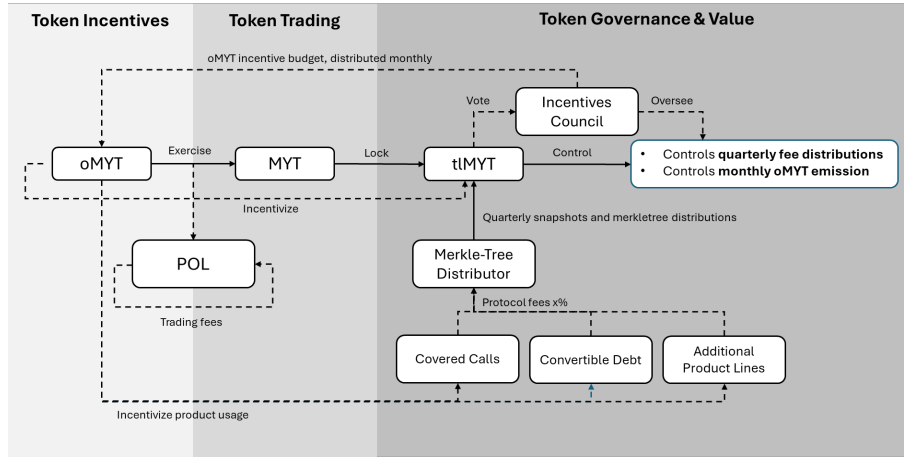 Token Incentives
Token Trading
Token Governance & Value
oMYT incentive budget, distributed monthly
Vote
Incentives
Council
Oversee
oMYT
Exercise
MYT
Lock
tlMYT
Control
• Controls quarterly fee distributions
• Controls monthly oMYT emission
Incentivize
Quarterly snapshots and merkletree distributions
POL
Merkle-Tree
Distributor
Trading fees
Protocol fees x%
Covered Calls
Convertible Debt
Additional
Product Lines
Incentivize product usage